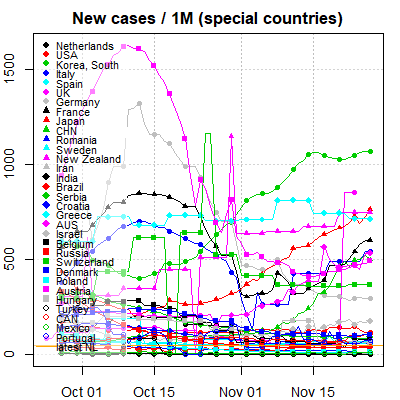 New cases / 1M (special countries)
1500
1000
500
0
Netherlands
USA
Korea, South
Italy
Spain
UK
Germany
France
Japan
CHN
Romania
Sweden
New Zealand
Iran
India
Brazil
Serbia
Croatia
Greece
AUS
Israel
Belgium
Russia
Switzerland
Denmark
Poland
Austria
Hungary
Turkey
CAN
Mexico
Portugal
latest NL
Oct 01
Oct 15
Nov 01
Nov 15